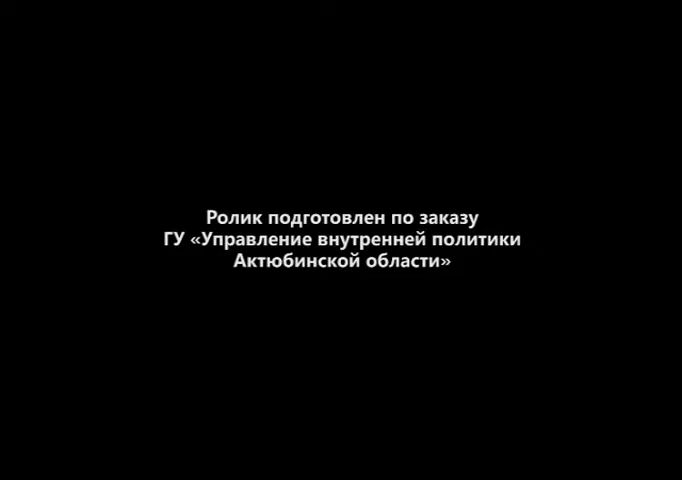 Ролик подготовлен по заказу
ГУ «Управление внутренней политики
Актюбинской области»